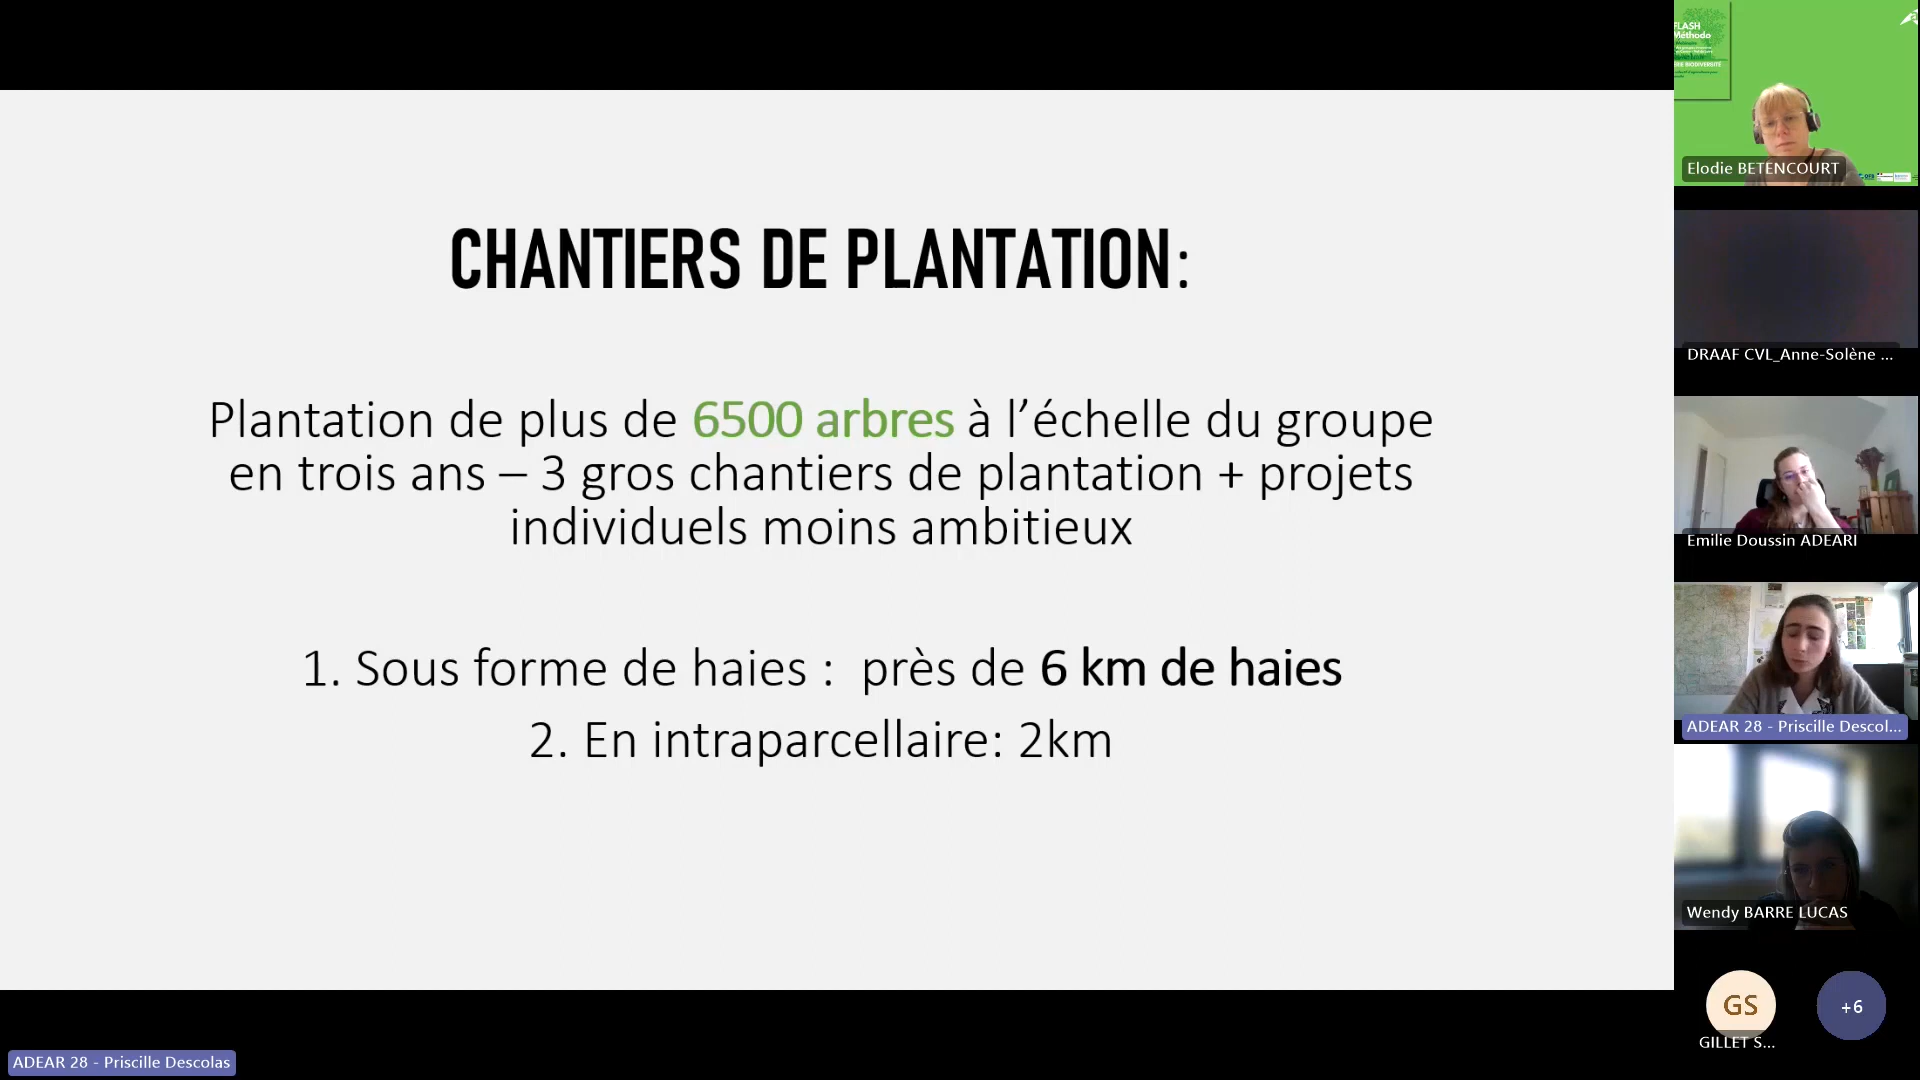 CHANTIERS DE PLANTATION:
Plantation de plus de 6500 arbres à l’échelle du groupe
en trois ans – 3 gros chantiers de plantation + projets
individuels moins ambitieux
1. Sous forme de haies :  près de 6 km de haies
2. En intraparcellaire: 2km
ADEAR 28 - Priscille Descolas
FLASH
Méthodo
Elodie BETENCOURT
DRAAF CVL_Anne-Solène ...
Emilie Doussin ADEARI
ADEAR 28 - Priscille Descol...
Wendy BARRE LUCAS
GS
+6
GILLET S...